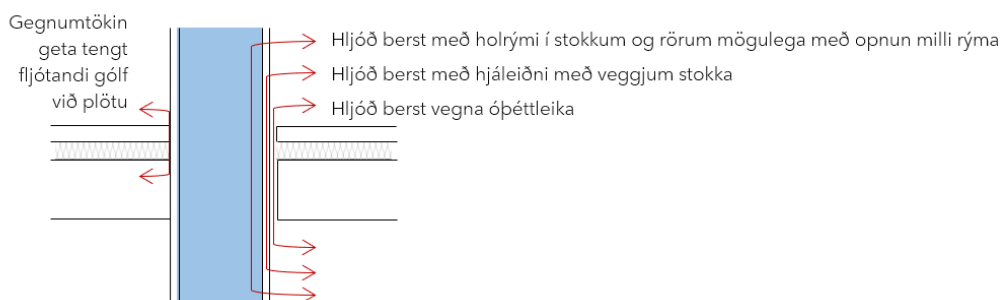 Gegnumtökin
geta tengt
fljótandi gólf
við plötu
Hljóð berst með holrými í stokkum og rörum mögulega með opnun milli rýma
Hljóð berst með hjáleiðni með veggjum stokka
Hljóð berst vegna óþéttleika